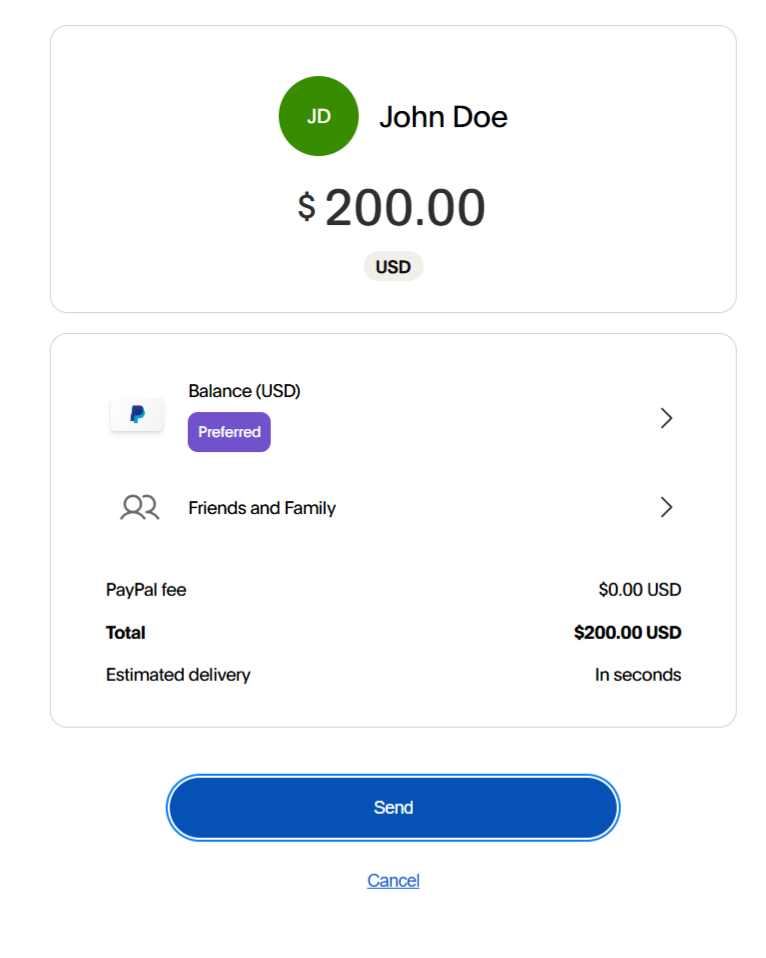 JD
John Doe
$ 200.00
USD
Balance (USD)
Preferred
Friends and Family
PayPal fee $0.00 USD
Total $200.00 USD
Estimated delivery In seconds
Send
Cancel